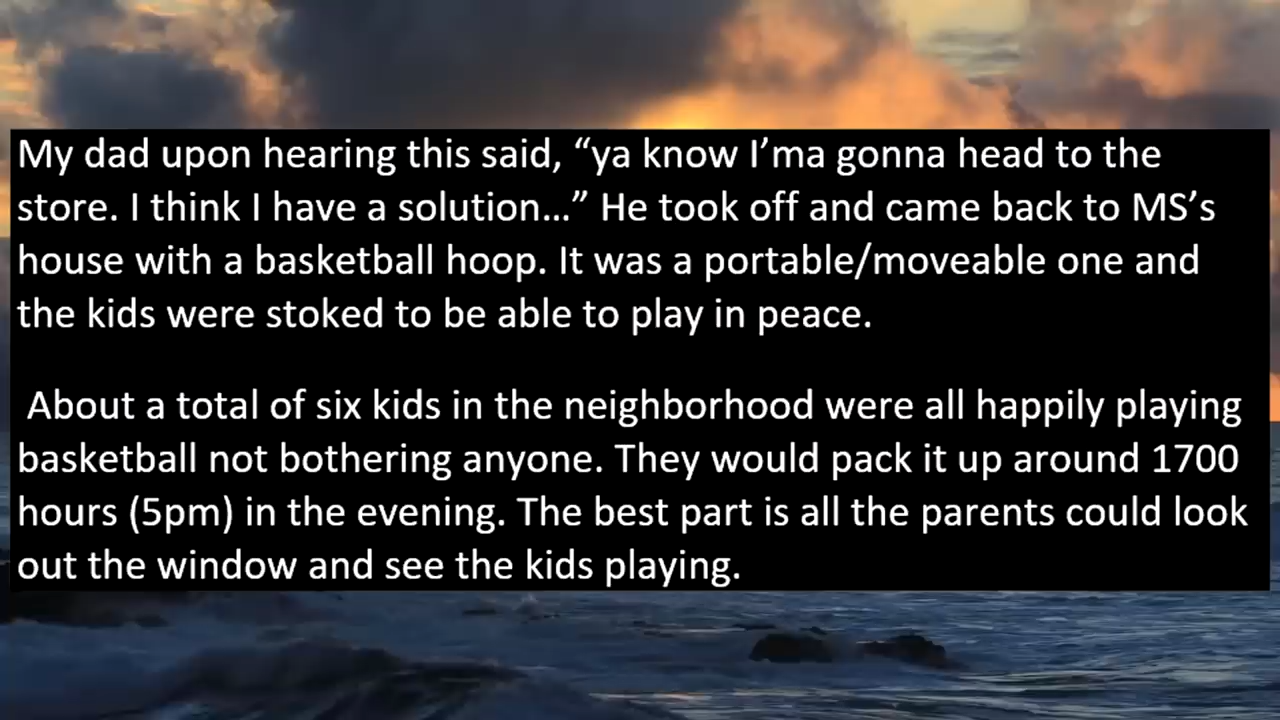 My dad upon hearing this said, “ya know I’ma gonna head to the
store. I think I have a solution…” He took off and came back to MS’s
house with a basketball hoop. It was a portable/moveable one and
the kids were stoked to be able to play in peace.
About a total of six kids in the neighborhood were all happily playing
basketball not bothering anyone. They would pack it up around 1700
hours (5pm) in the evening. The best part is all the parents could look
out the window and see the kids playing.